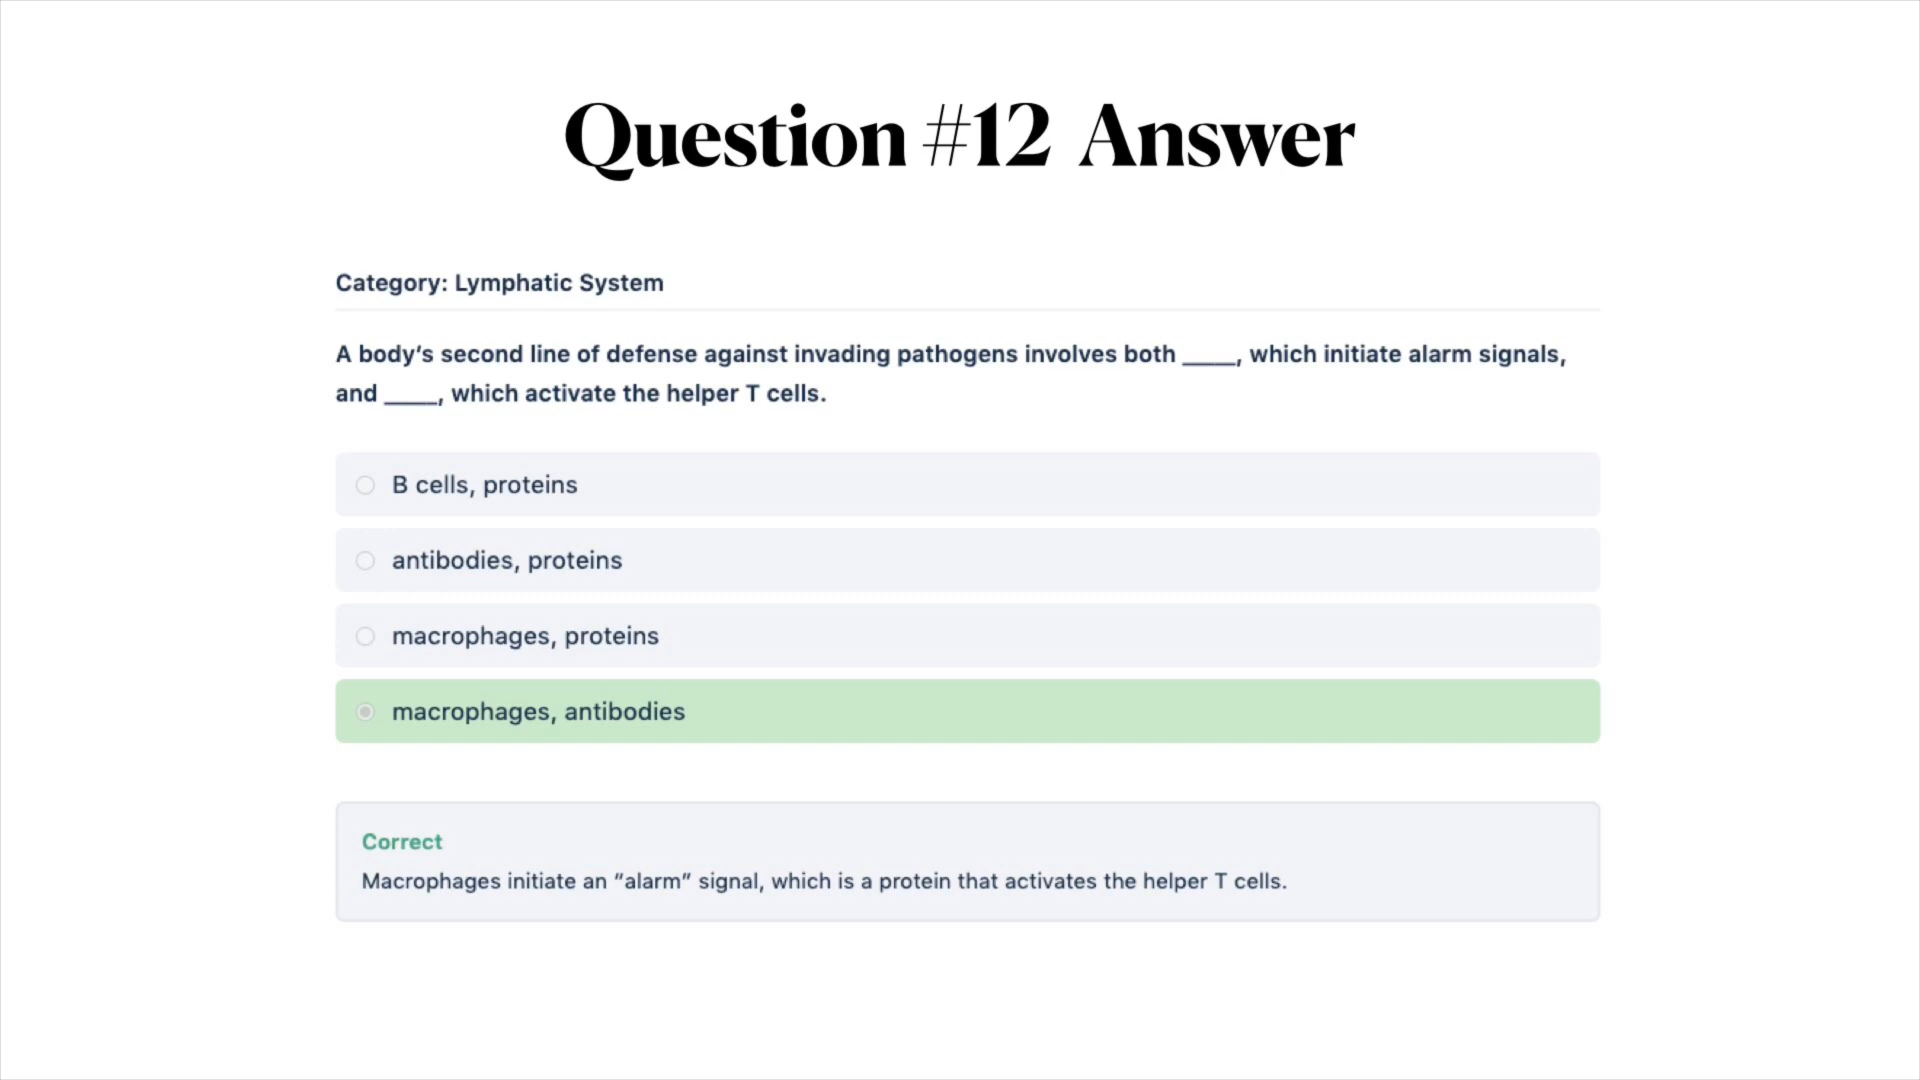 Question #12 Answer
Category: Lymphatic System
A body’s second line of defense against invading pathogens involves both _____, which initiate alarm signals,
and _____, which activate the helper T cells.
B cells, proteins
antibodies, proteins
macrophages, proteins
macrophages, antibodies
Correct
Macrophages initiate an “alarm” signal, which is a protein that activates the helper T cells.